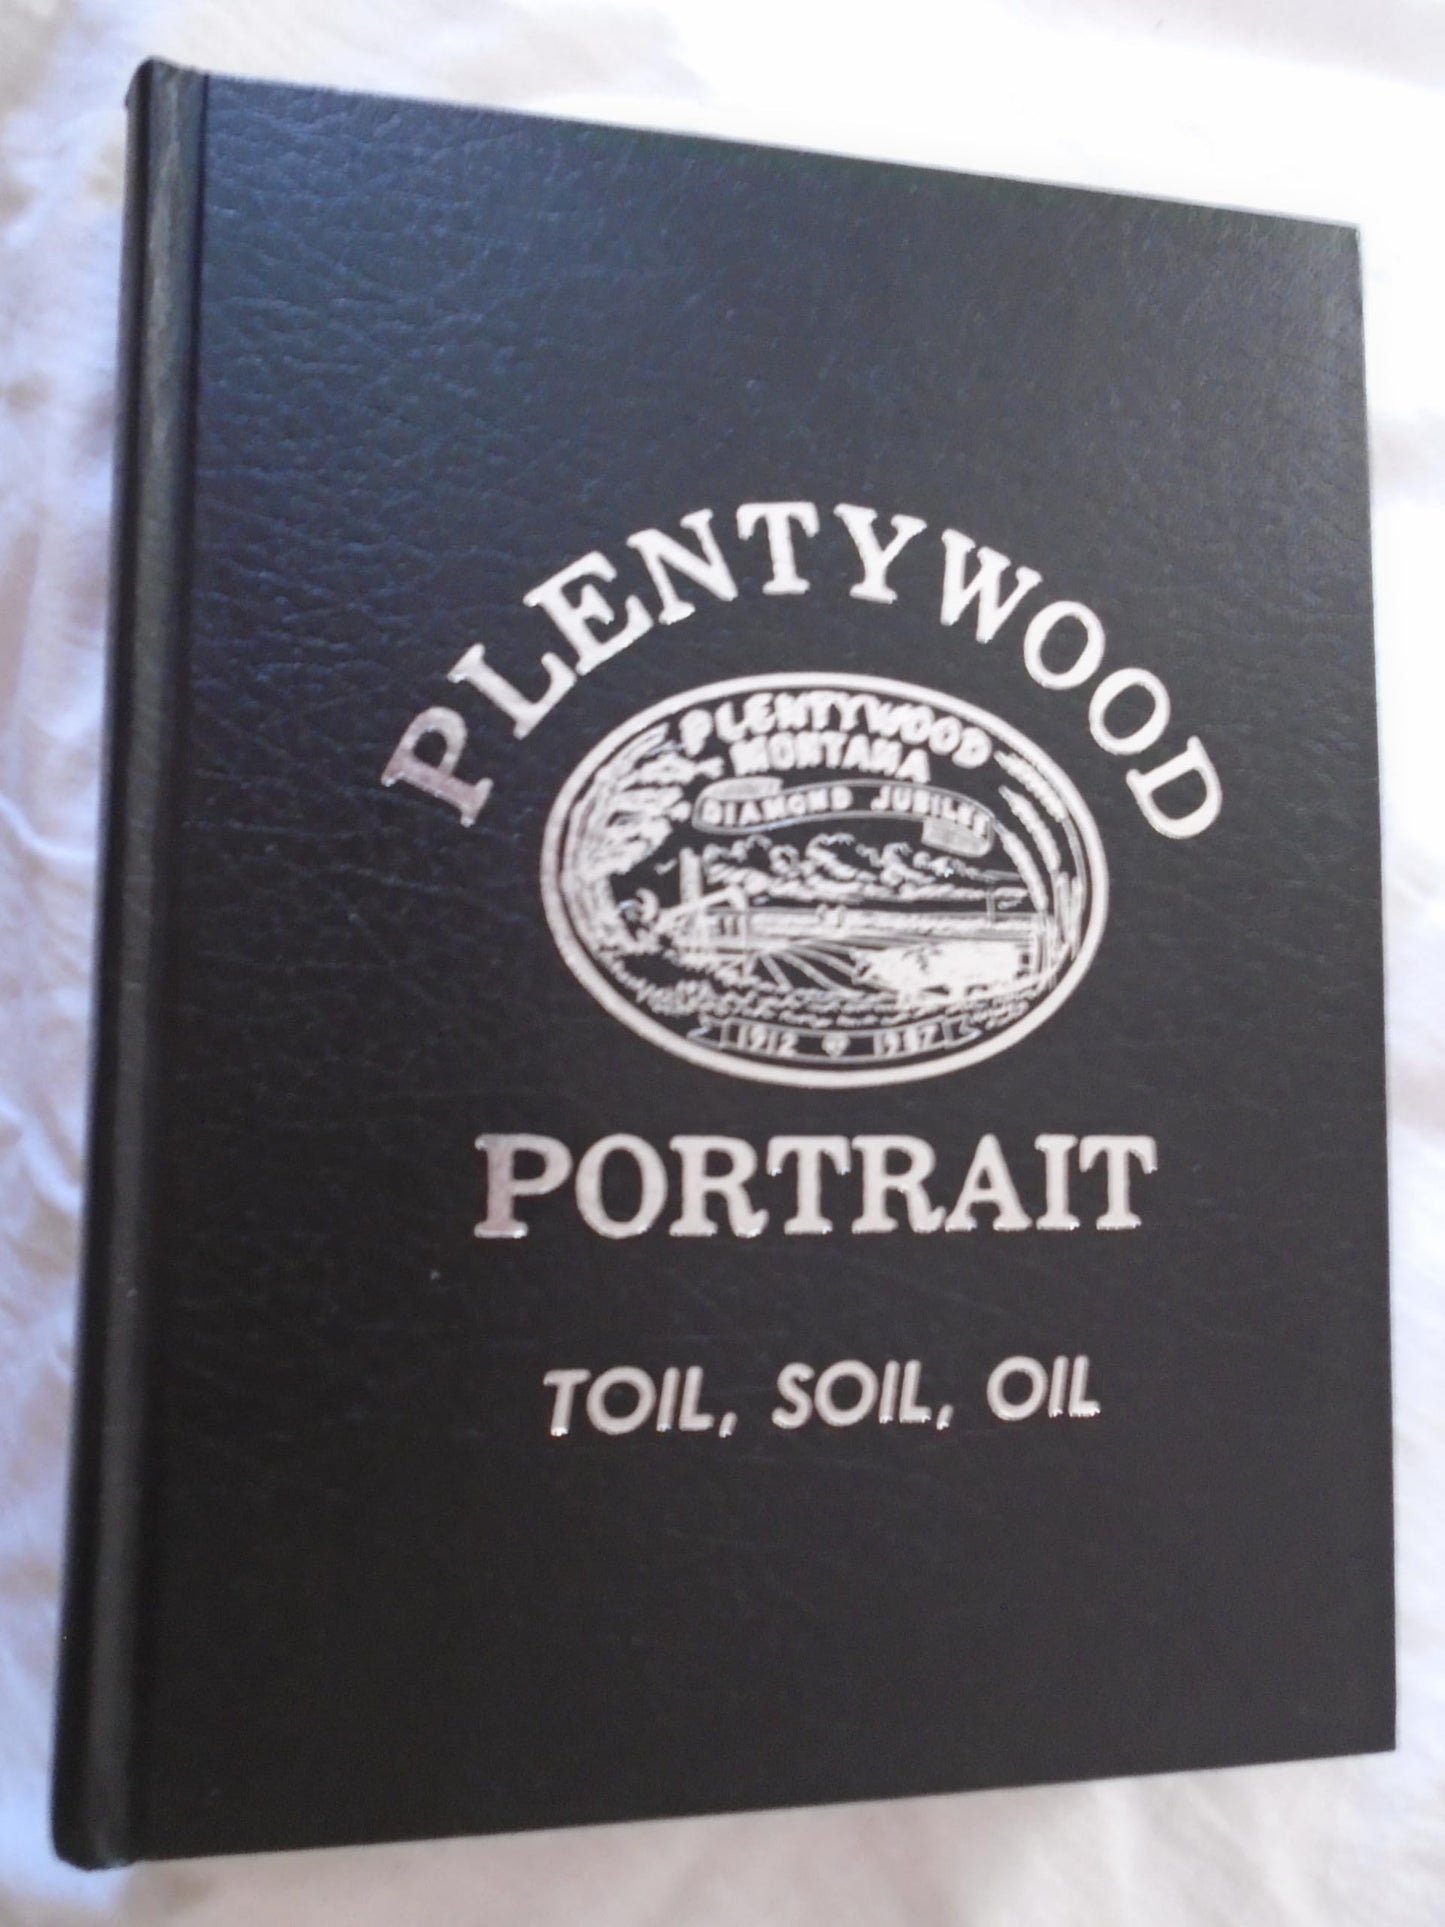 PLENTYWOOD
PLENTYWOOD
MONTANA
DIAMOND JUBILEE
1912 1987
PORTRAIT
TOIL, SOIL, OIL